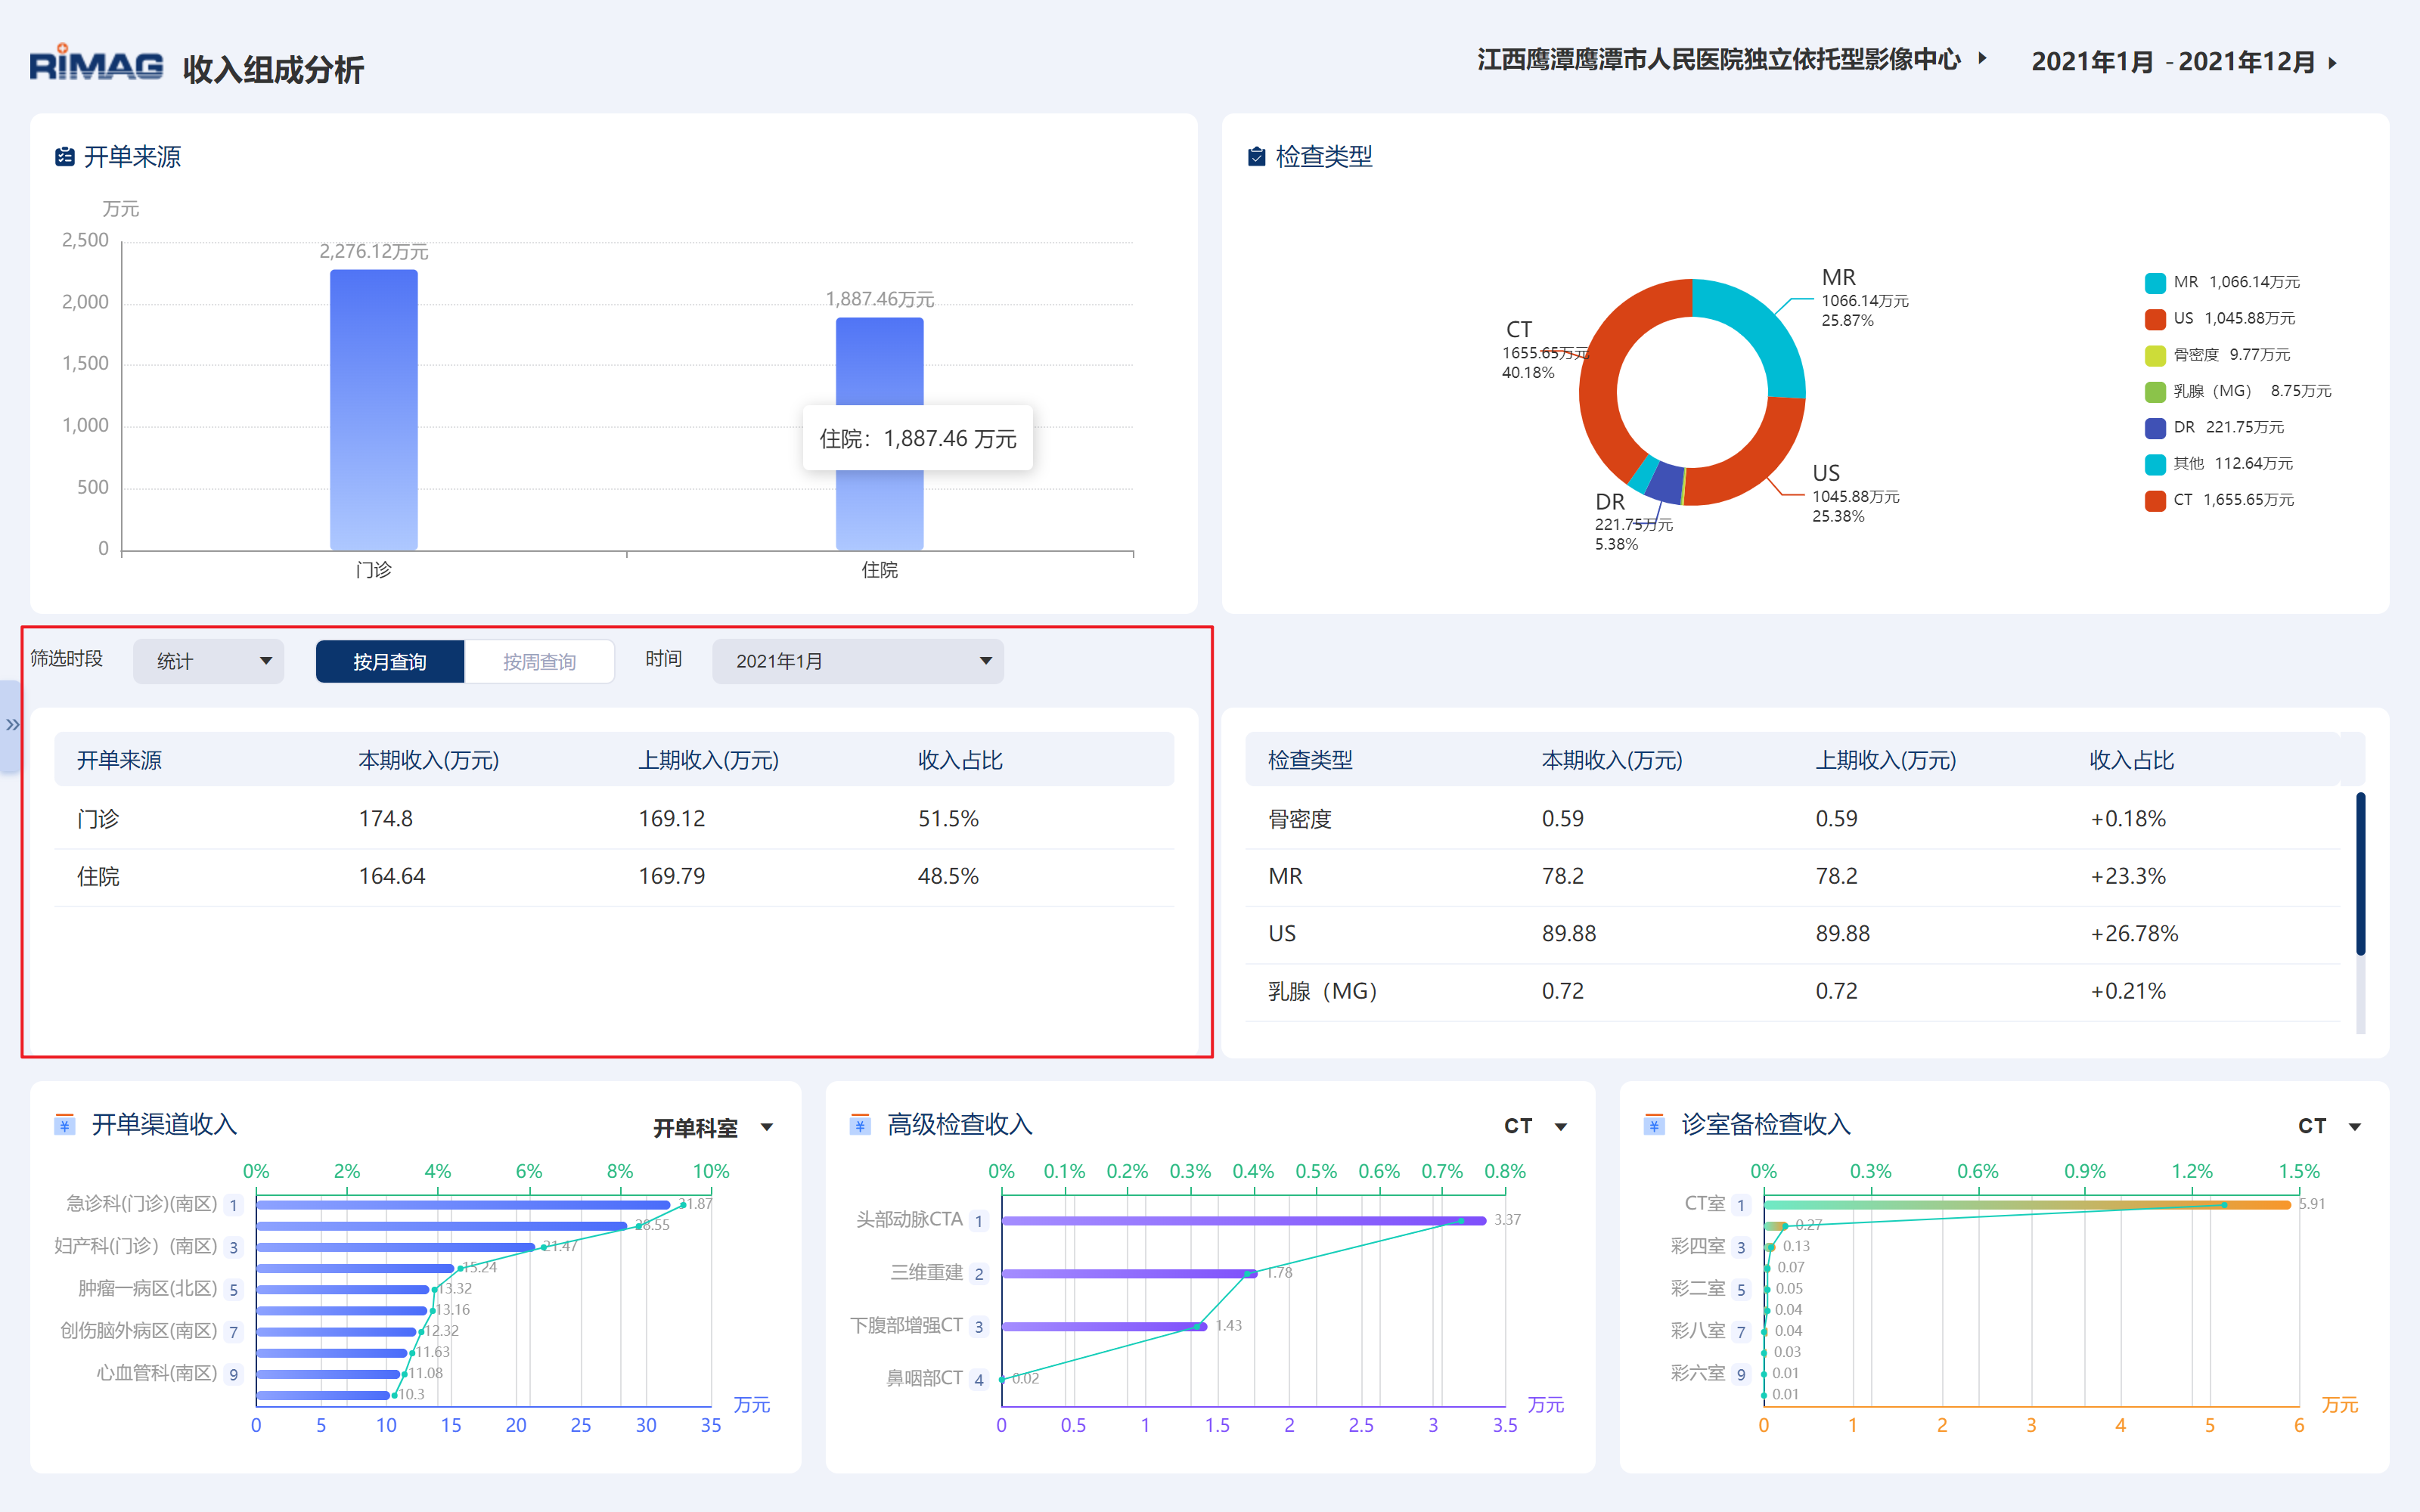 RIMAG 收入组成分析
江西鹰潭鹰潭市人民医院独立依托型影像中心
2021年1月 - 2021年12月
开单来源
万元
2,500
2,000
1,500
1,000
500
0
2,276.12万元
1,887.46万元
住院: 1,887.46 万元
门诊
住院
检查类型
MR
1066.14万元
25.87%
CT
1655.65万元
40.18%
US
1045.88万元
25.38%
DR
221.75万元
5.38%
MR 1,066.14万元
US 1,045.88万元
骨密度 9.77万元
乳腺（MG） 8.75万元
DR 221.75万元
其他 112.64万元
CT 1,655.65万元
筛选时段 统计 按月查询 按周查询 时间 2021年1月
»
开单来源 本期收入(万元) 上期收入(万元) 收入占比
门诊 174.8 169.12 51.5%
住院 164.64 169.79 48.5%
检查类型 本期收入(万元) 上期收入(万元) 收入占比
骨密度 0.59 0.59 +0.18%
MR 78.2 78.2 +23.3%
US 89.88 89.88 +26.78%
乳腺（MG） 0.72 0.72 +0.21%
¥ 开单渠道收入 开单科室
0% 2% 4% 6% 8% 10%
急诊科(门诊)(南区) 1 31.87
28.55
妇产科(门诊）(南区) 3 21.47
15.24
肿瘤一病区(北区) 5 13.32
13.16
创伤脑外病区(南区) 7 12.32
11.63
心血管科(南区) 9 11.08
10.3
万元
0 5 10 15 20 25 30 35
¥ 高级检查收入 CT
0% 0.1% 0.2% 0.3% 0.4% 0.5% 0.6% 0.7% 0.8%
头部动脉CTA 1 3.37
三维重建 2 1.78
下腹部增强CT 3 1.43
鼻咽部CT 4 0.02
万元
0 0.5 1 1.5 2 2.5 3 3.5
¥ 诊室备检查收入 CT
0% 0.3% 0.6% 0.9% 1.2% 1.5%
CT室 1 5.91
0.27
彩四室 3 0.13
0.07
彩二室 5 0.05
0.04
彩八室 7 0.04
0.03
彩六室 9 0.01
0.01
万元
0 1 2 3 4 5 6